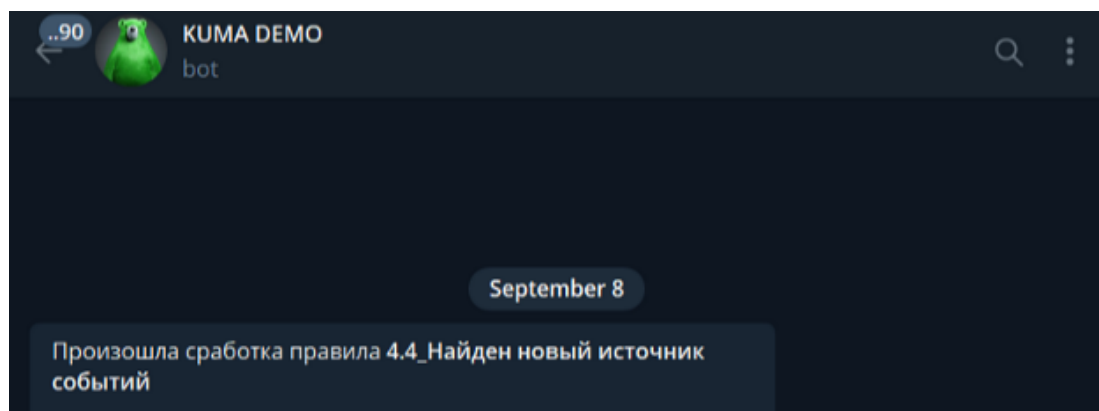 ..90
KUMA DEMO
bot
September 8
Произошла сработка правила 4.4_Найден новый источник
событий